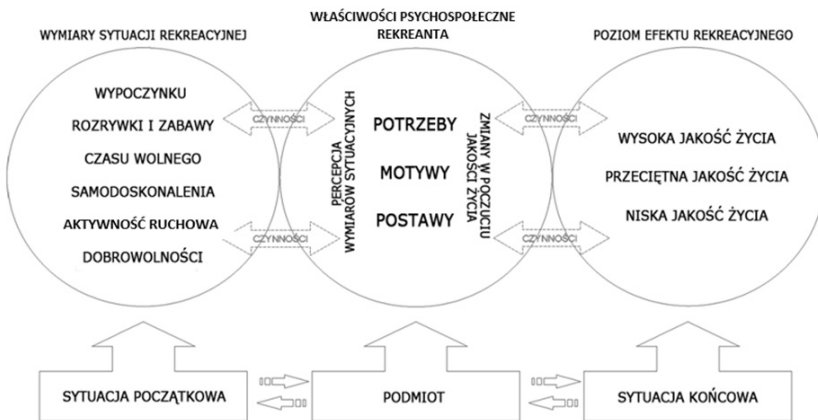 WYMIARY SYTUACJI REKREACYJNEJ
WŁAŚCIWOŚCI PSYCHOSPOŁECZNE
REKREANTA
POZIOM EFEKTU REKREACYJNEGO
WYPOCZYNKU
ROZRYWKI I ZABAWY
CZASU WOLNEGO
SAMODOSKONALENIA
AKTYWNOŚĆ RUCHOWA
DOBROWOLNOŚCI
CZYNNOŚCI
CZYNNOŚCI
PERCEPCJA
WYMIARÓW SYTUACYJNYCH
POTRZEBY
MOTYWY
POSTAWY
ZMIANY W POCZUCIU
JAKOŚCI ŻYCIA
CZYNNOŚCI
CZYNNOŚCI
WYSOKA JAKOŚĆ ŻYCIA
PRZECIĘTNA JAKOŚĆ ŻYCIA
NISKA JAKOŚĆ ŻYCIA
SYTUACJA POCZĄTKOWA
PODMIOT
SYTUACJA KOŃCOWA